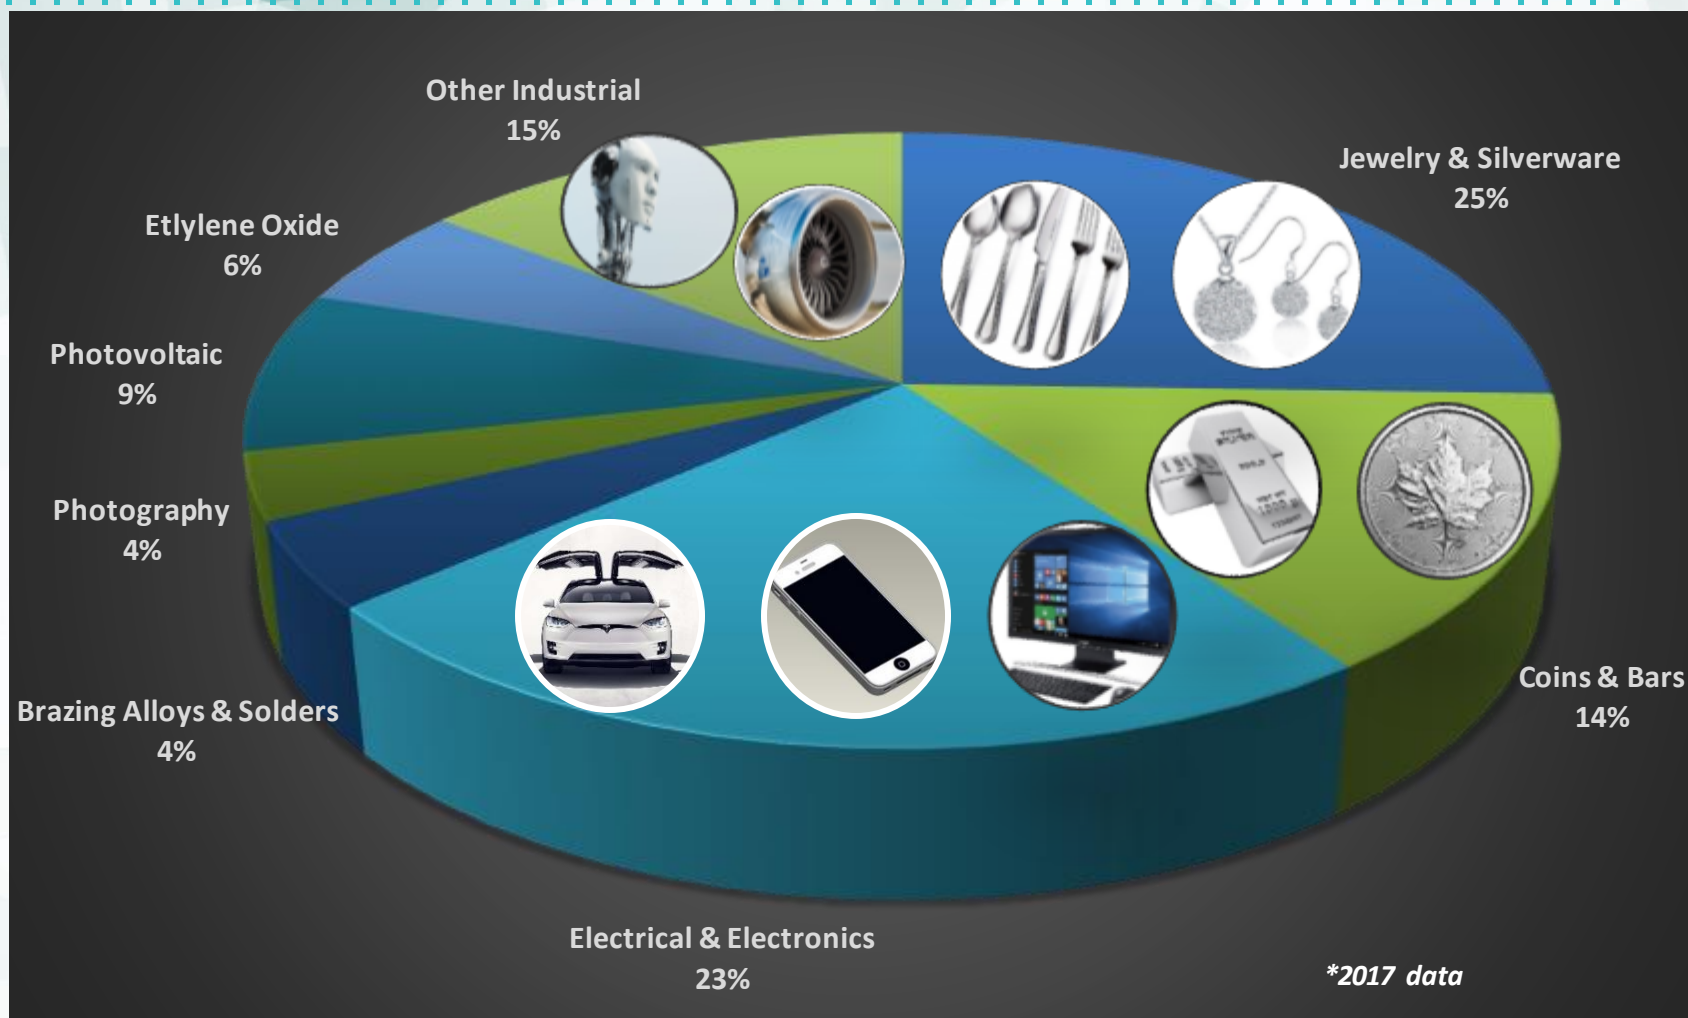 Other Industrial
15%
Jewelry & Silverware
25%
Etlylene Oxide
6%
Photovoltaic
9%
Photography
4%
Brazing Alloys & Solders
4%
Coins & Bars
14%
Electrical & Electronics
23%
*2017 data